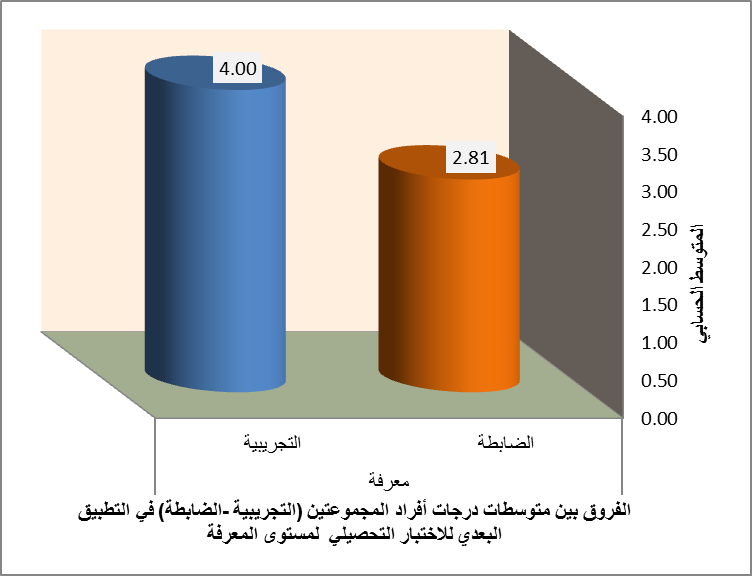 4.00
2.81
4.00
3.50
3.00
2.50
2.00
1.50
1.00
0.50
0.00
المتوسط الحسابي
الضابطة
التجريبية
معرفة
الفروق بين متوسطات درجات أفراد المجموعتين (التجريبية -الضابطة) في التطبيق
البعدي للاختبار التحصيلي لمستوى المعرفة